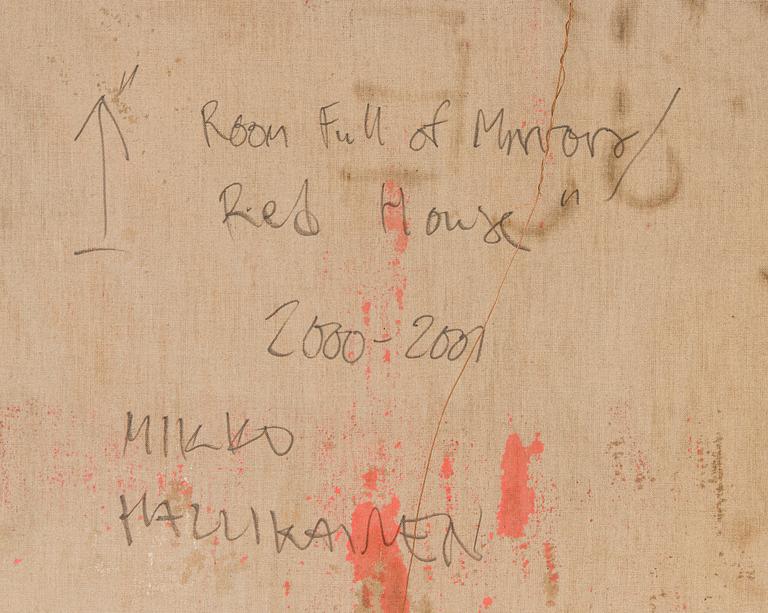 "Room Full of Mirrors/
Red House"
2000-2001
MIKKO
HALLIKAINEN